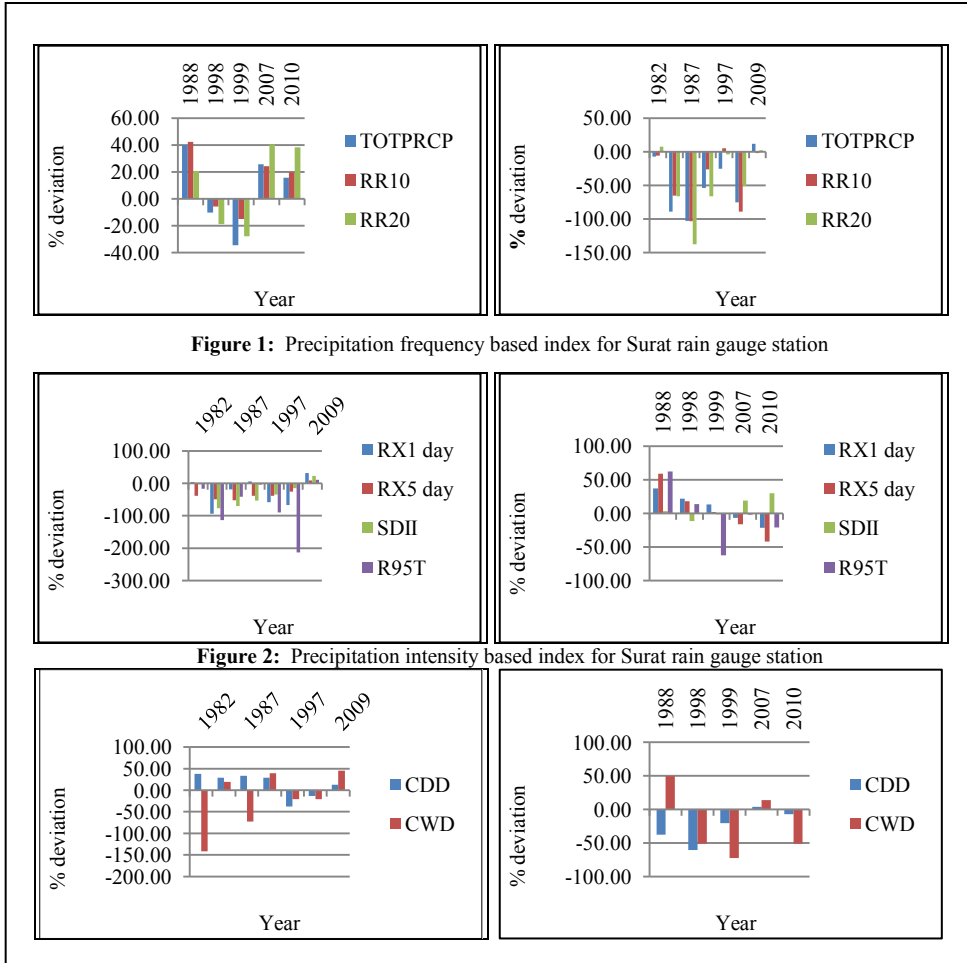 1988 1998 1999 2007 2010
60.00
40.00
20.00
0.00
-20.00
-40.00
% deviation
TOTPRCP
RR10
RR20
Year
1982 1987 1997 2009
50.00
0.00
-50.00
-100.00
-150.00
% deviation
TOTPRCP
RR10
RR20
Year
Figure 1: Precipitation frequency based index for Surat rain gauge station
1982 1987 1997 2009
100.00
0.00
-100.00
-200.00
-300.00
% deviation
RX1 day
RX5 day
SDII
R95T
Year
1988 1998 1999 2007 2010
100.00
50.00
0.00
-50.00
-100.00
% deviation
RX1 day
RX5 day
SDII
R95T
Year
Figure 2: Precipitation intensity based index for Surat rain gauge station
1982 1987 1997 2009
100.00
50.00
0.00
-50.00
-100.00
-150.00
-200.00
% deviation
CDD
CWD
Year
1988 1998 1999 2007 2010
100.00
50.00
0.00
-50.00
-100.00
% deviation
CDD
CWD
Year